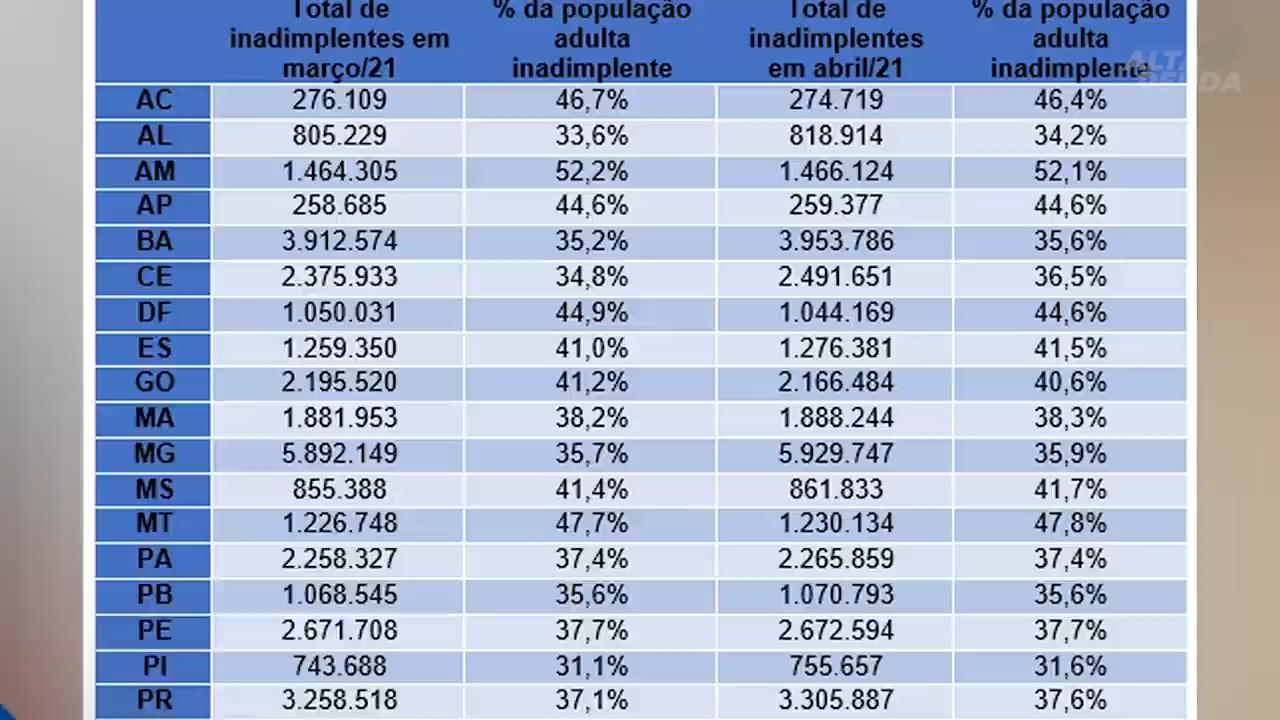 Total de inadimplentes em março/21 % da população adulta inadimplente Total de inadimplentes em abril/21 % da população adulta inadimplente
AC 276.109 46,7% 274.719 46,4%
AL 805.229 33,6% 818.914 34,2%
AM 1.464.305 52,2% 1.466.124 52,1%
AP 258.685 44,6% 259.377 44,6%
BA 3.912.574 35,2% 3.953.786 35,6%
CE 2.375.933 34,8% 2.491.651 36,5%
DF 1.050.031 44,9% 1.044.169 44,6%
ES 1.259.350 41,0% 1.276.381 41,5%
GO 2.195.520 41,2% 2.166.484 40,6%
MA 1.881.953 38,2% 1.888.244 38,3%
MG 5.892.149 35,7% 5.929.747 35,9%
MS 855.388 41,4% 861.833 41,7%
MT 1.226.748 47,7% 1.230.134 47,8%
PA 2.258.327 37,4% 2.265.859 37,4%
PB 1.068.545 35,6% 1.070.793 35,6%
PE 2.671.708 37,7% 2.672.594 37,7%
PI 743.688 31,1% 755.657 31,6%
PR 3.258.518 37,1% 3.305.887 37,6%